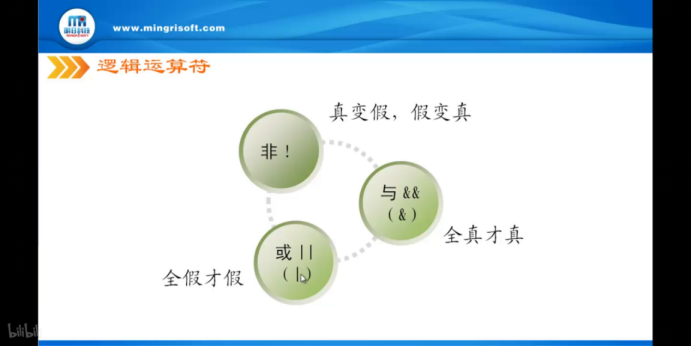 www.mingrisoft.com
逻辑运算符
真变假，假变真
非 !
与 &&
(&)
全真才真
或 ||
(|)
全假才假
bilibili